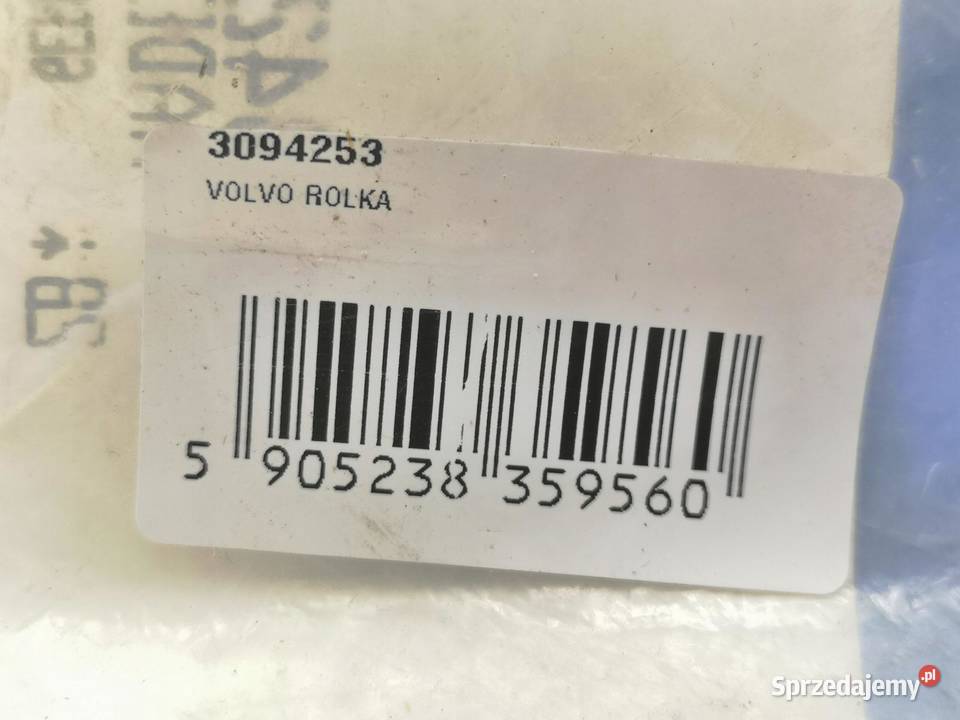 3094253
VOLVO ROLKA
5 905238 359560
Sprzedajemy.pl